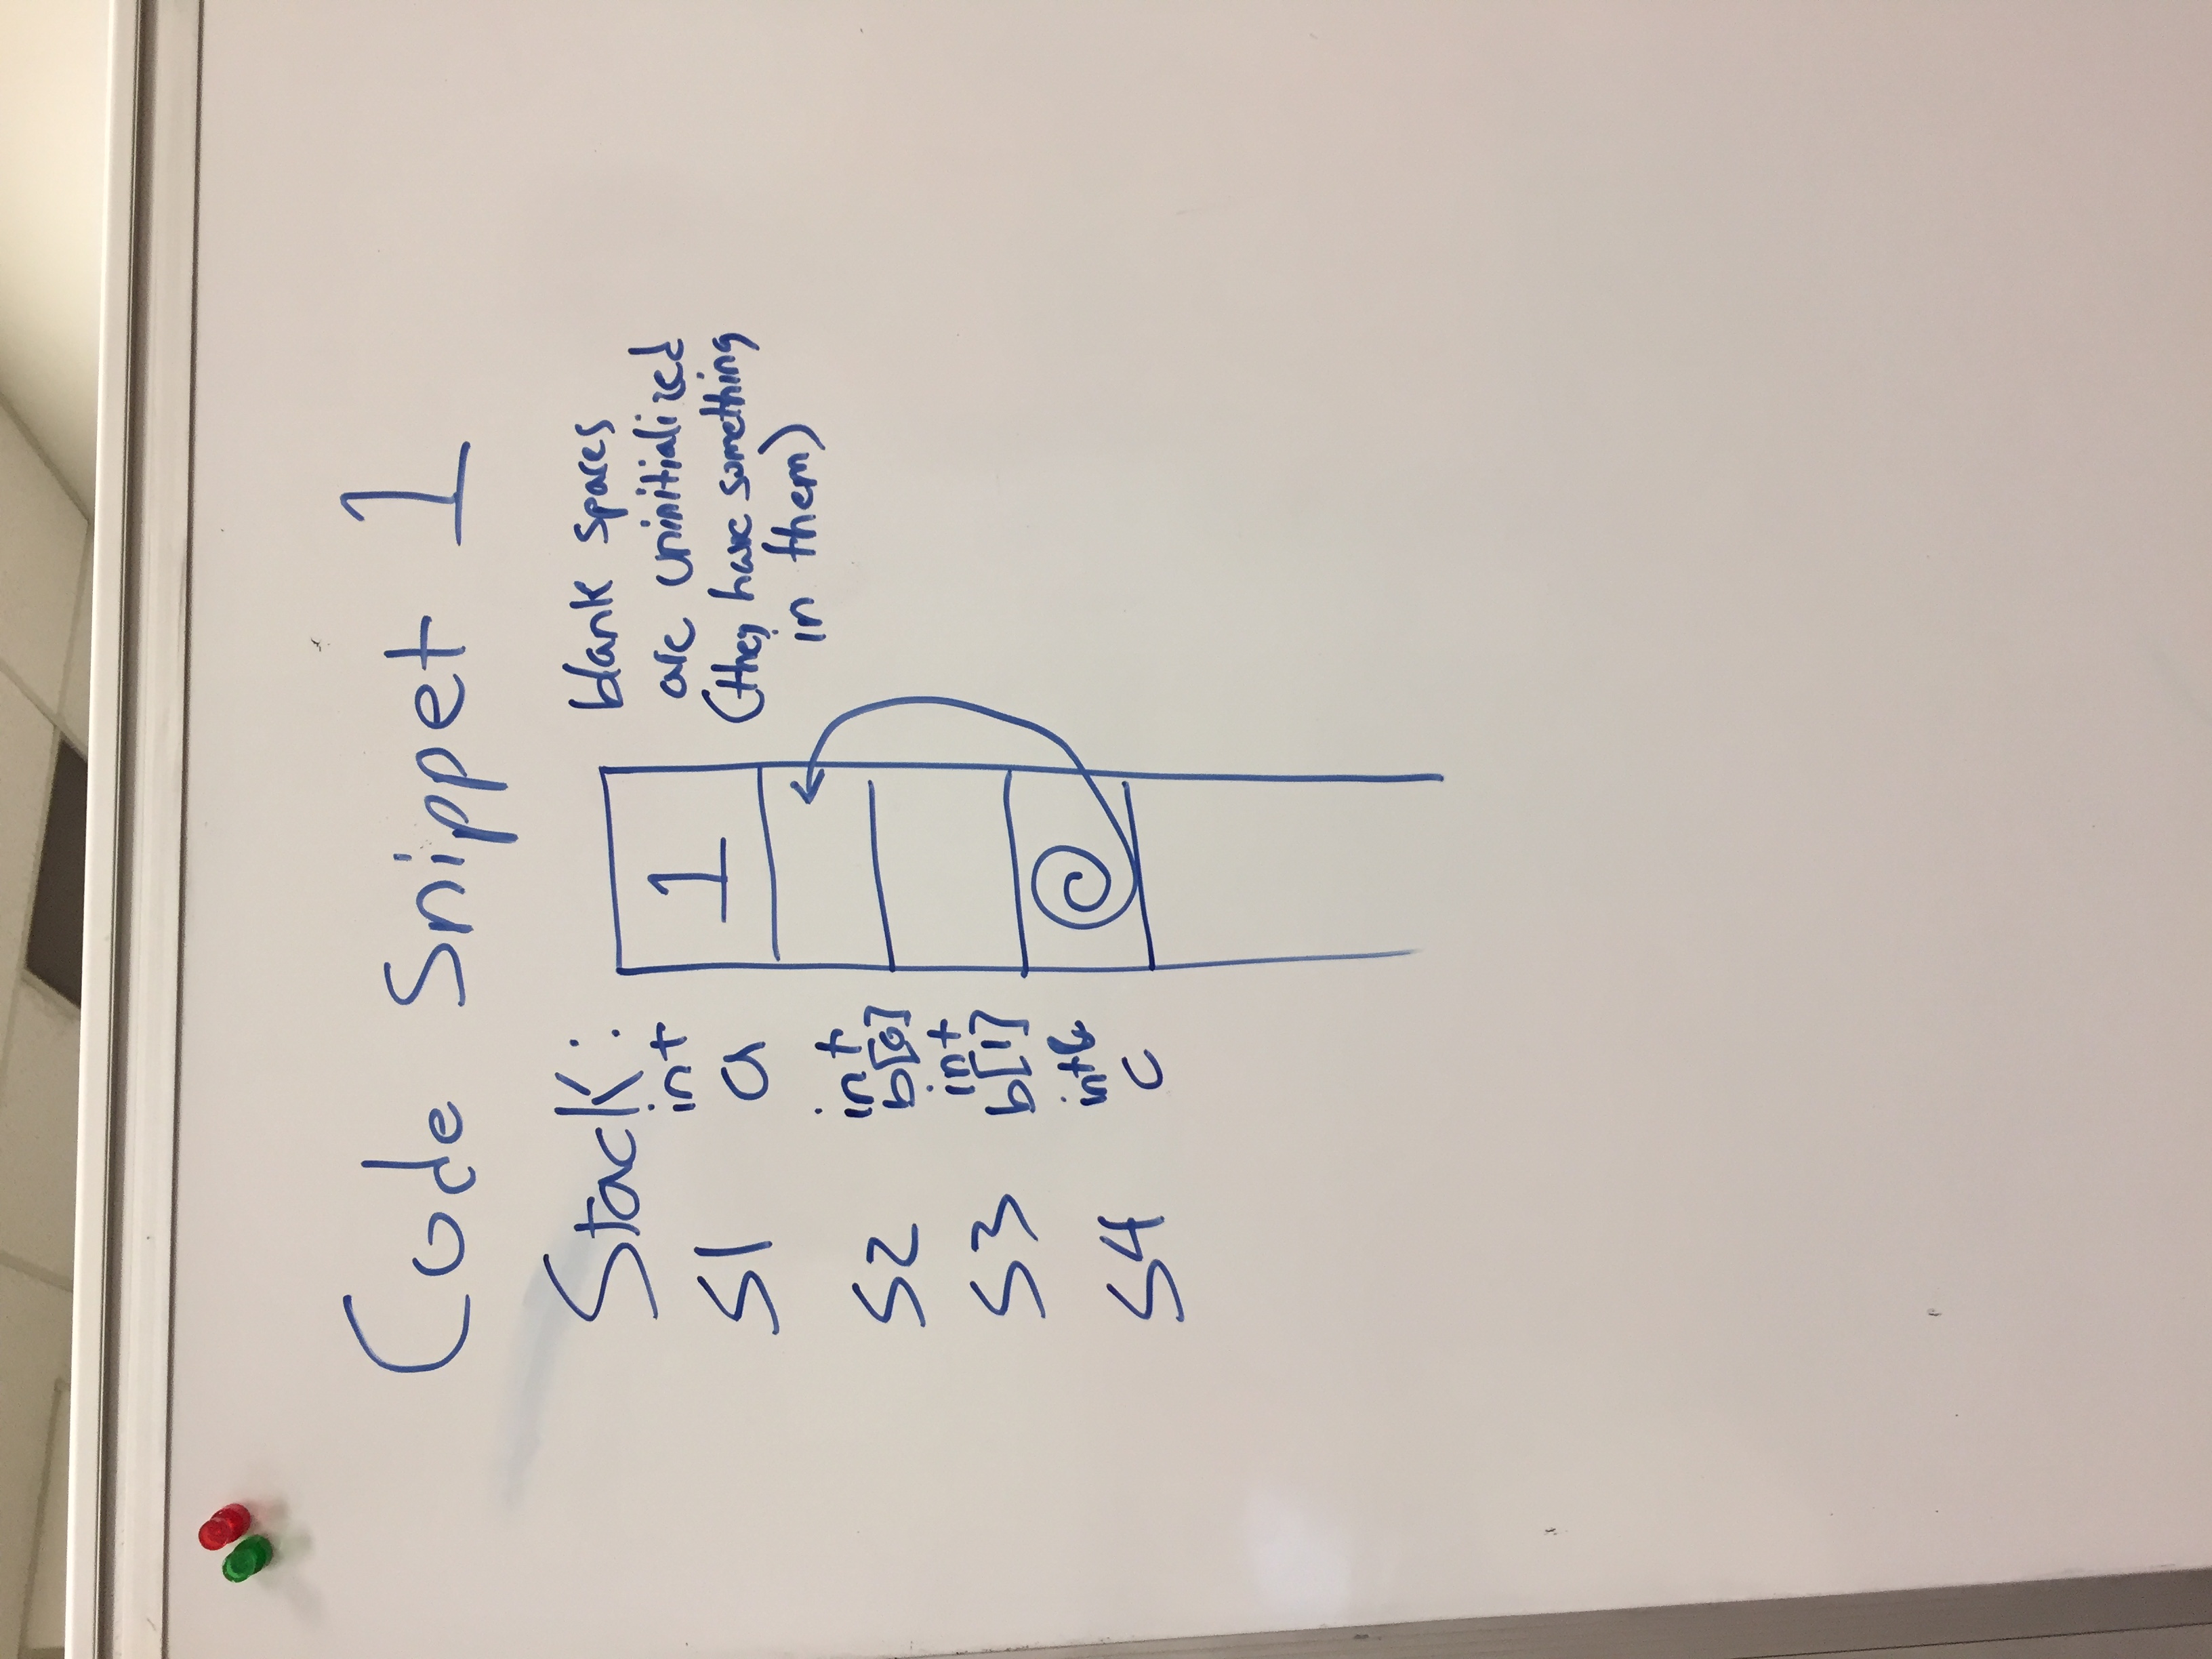 Code Snippet 1
Stack:
blank spaces
are uninitialized
(they have something
in them)
int
S1 a 1
int
S2 b[0]
int
S3 b[1]
int&
S4 c